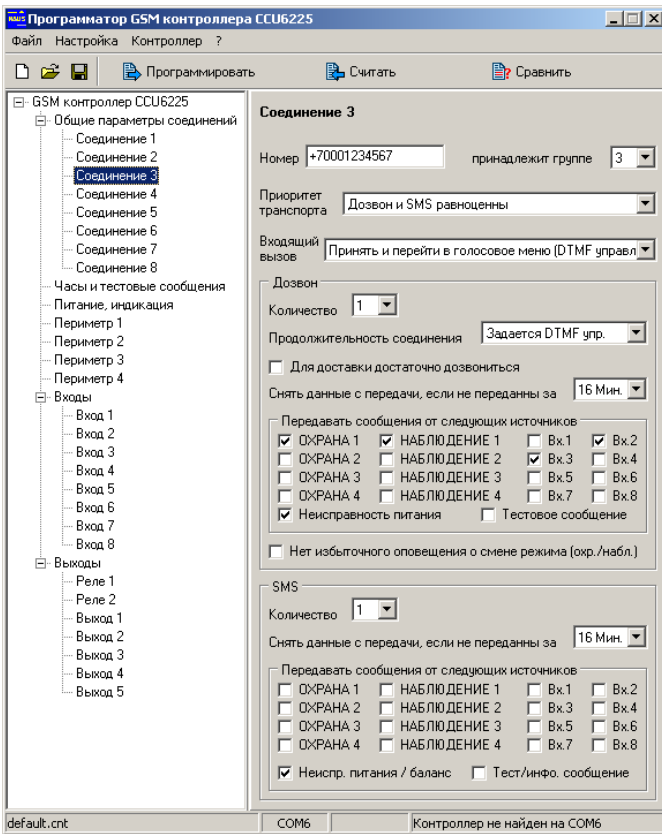 Программатор GSM контроллера CCU6225
Файл Настройка Контроллер ?
Программировать Считать Сравнить
GSM контроллер CCU6225
Общие параметры соединений
Соединение 1
Соединение 2
Соединение 3
Соединение 4
Соединение 5
Соединение 6
Соединение 7
Соединение 8
Часы и тестовые сообщения
Питание, индикация
Периметр 1
Периметр 2
Периметр 3
Периметр 4
Входы
Вход 1
Вход 2
Вход 3
Вход 4
Вход 5
Вход 6
Вход 7
Вход 8
Выходы
Реле 1
Реле 2
Выход 1
Выход 2
Выход 3
Выход 4
Выход 5
Соединение 3
Номер +70001234567 принадлежит группе 3
Приоритет транспорта Дозвон и SMS равноценны
Входящий вызов Принять и перейти в голосовое меню (DTMF управл
Дозвон
Количество 1
Продолжительность соединения Задается DTMF упр.
Для доставки достаточно дозвониться
Снять данные с передачи, если не переданны за 16 Мин.
Передавать сообщения от следующих источников
ОХРАНА 1 НАБЛЮДЕНИЕ 1 Вх.1 Вх.2
ОХРАНА 2 НАБЛЮДЕНИЕ 2 Вх.3 Вх.4
ОХРАНА 3 НАБЛЮДЕНИЕ 3 Вх.5 Вх.6
ОХРАНА 4 НАБЛЮДЕНИЕ 4 Вх.7 Вх.8
Неисправность питания Тестовое сообщение
Нет избыточного оповещения о смене режима (охр./набл.)
SMS
Количество 1
Снять данные с передачи, если не переданны за 16 Мин.
Передавать сообщения от следующих источников
ОХРАНА 1 НАБЛЮДЕНИЕ 1 Вх.1 Вх.2
ОХРАНА 2 НАБЛЮДЕНИЕ 2 Вх.3 Вх.4
ОХРАНА 3 НАБЛЮДЕНИЕ 3 Вх.5 Вх.6
ОХРАНА 4 НАБЛЮДЕНИЕ 4 Вх.7 Вх.8
Неиспр. питания / баланс Тест/инфо. сообщение
default.cnt COM6 Контроллер не найден на COM6